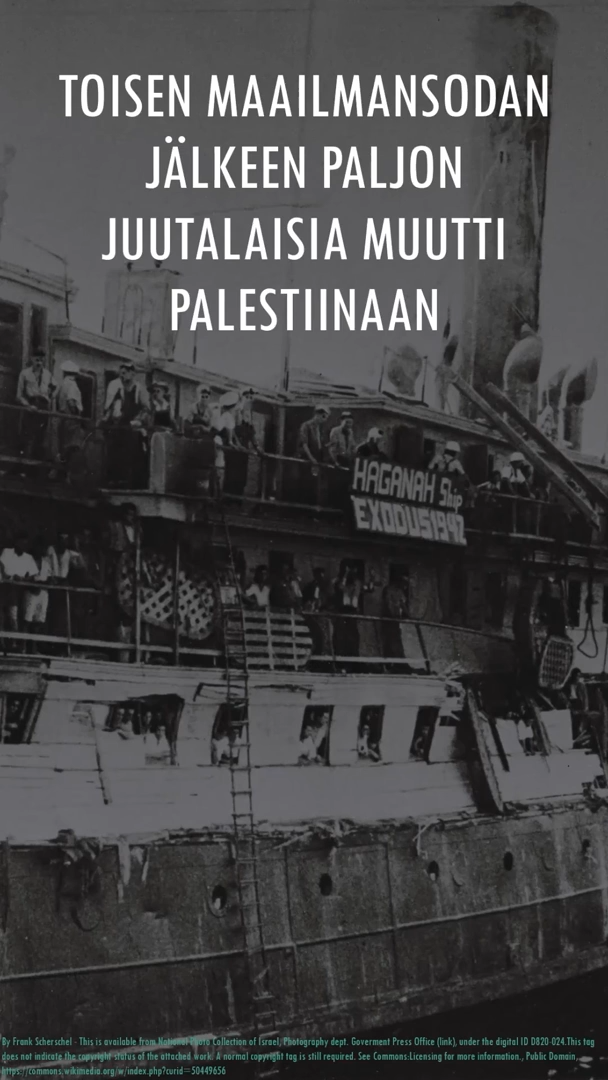 TOISEN MAAILMANSODAN
JÄLKEEN PALJON
JUUTALAISIA MUUTTI
PALESTIINAAN
HAGANAH Ship
EXODUS 1947
By Frank Scherschel - This is available from National Photo Collection of Israel, Photography dept. Goverment Press Office (link), under the digital ID D820-024.This tag
does not indicate the copyright status of the attached work. A normal copyright tag is still required. See Commons:Licensing for more information., Public Domain,
https://commons.wikimedia.org/w/index.php?curid=50449656